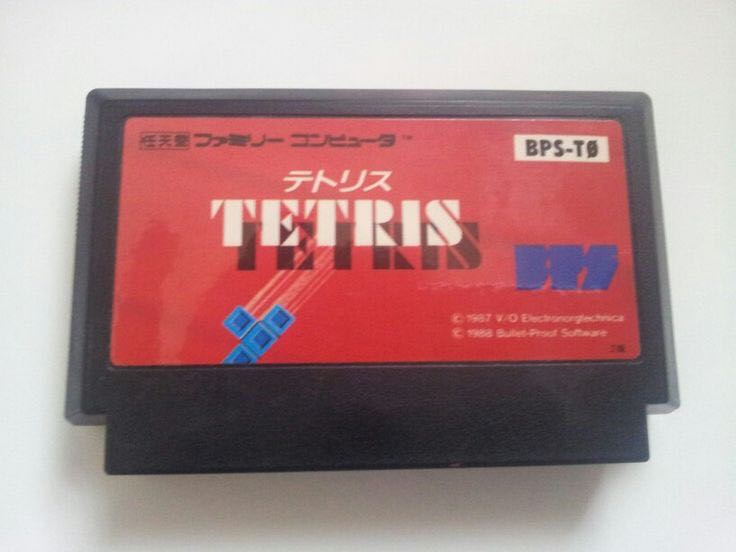 任天堂 ファミリーコンピュータ™
BPS-TØ
テトリス
TETRIS
BPS
© 1987 V/O Electronorgtechnica
© 1988 Bullet-Proof Software